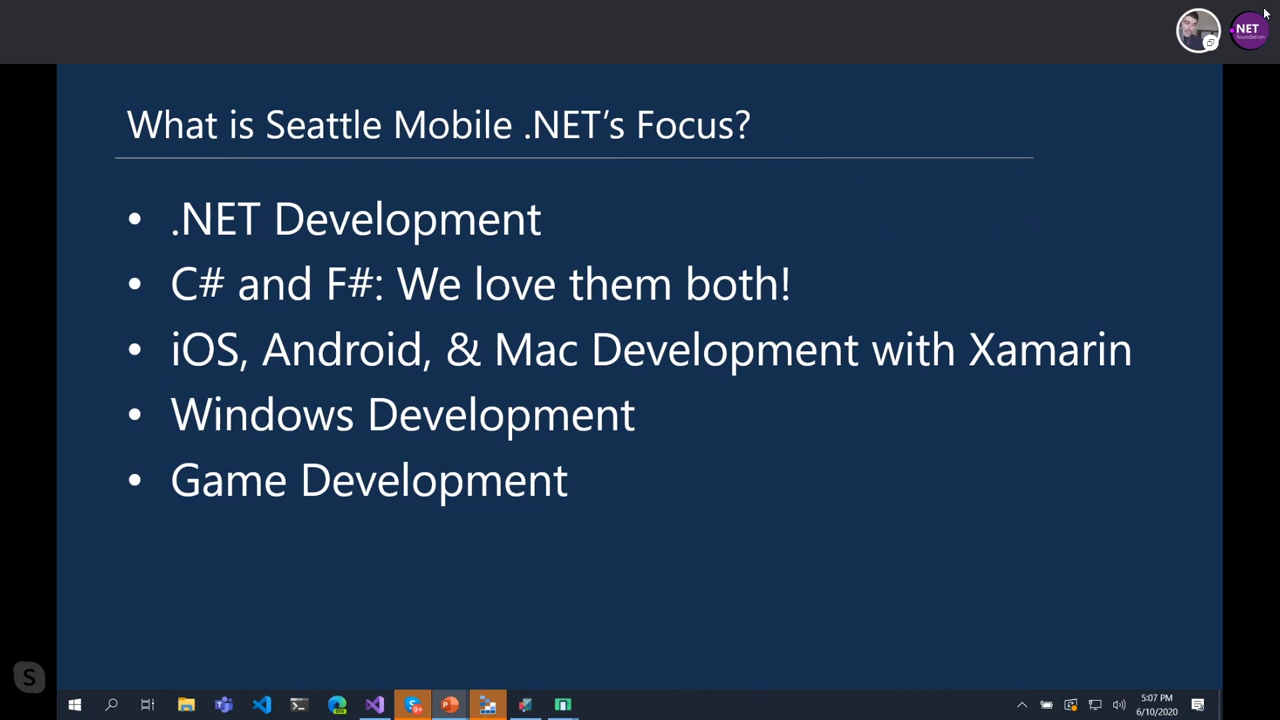 NET
foundation
What is Seattle Mobile .NET’s Focus?
• .NET Development
• C# and F#: We love them both!
• iOS, Android, & Mac Development with Xamarin
• Windows Development
• Game Development
S
5:07 PM
6/10/2020